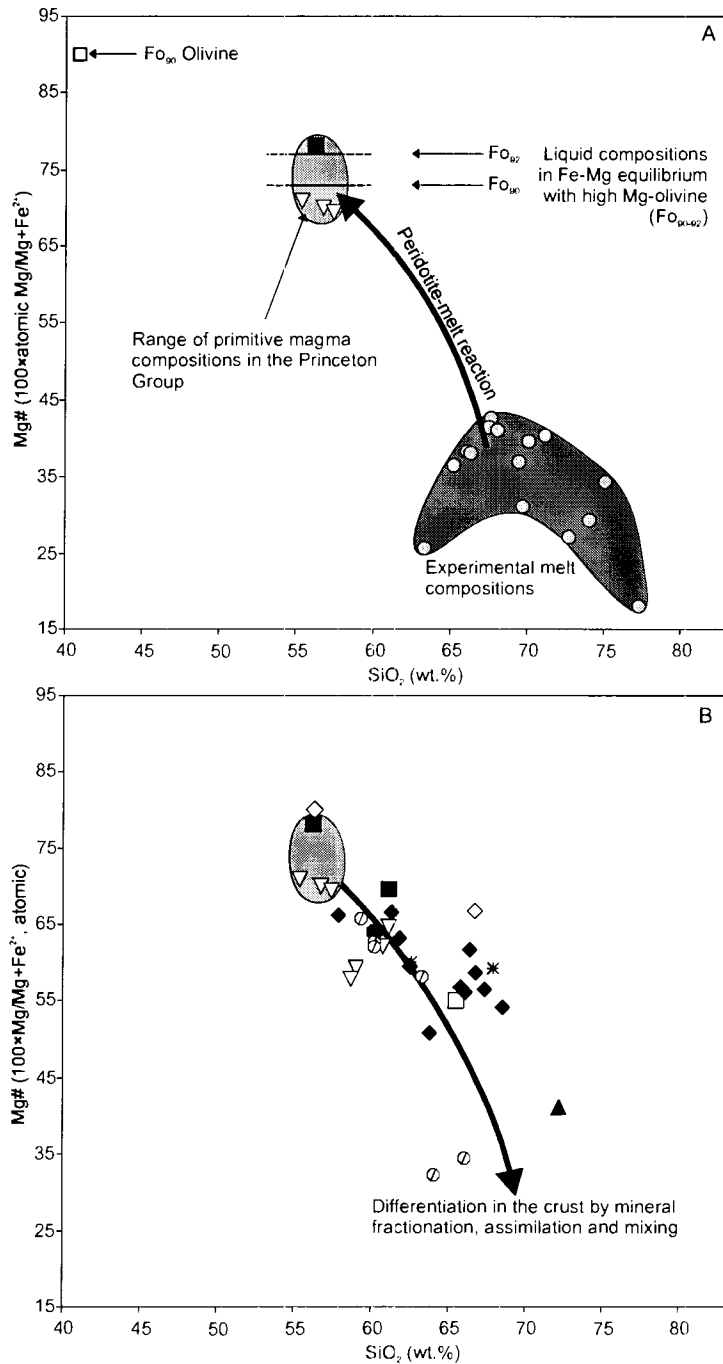 A
95
85
75
65
55
45
35
25
15
Mg# (100×atomic Mg/Mg+Fe²⁺)
Fo₉₀ Olivine
Fo₉₂
Fo₉₀
Liquid compositions
in Fe-Mg equilibrium
with high Mg-olivine
(Fo₉₀₋₉₂)
Peridotite-melt reaction
Range of primitive magma
compositions in the Princeton
Group
Experimental melt
compositions
40 45 50 55 60 65 70 75 80
SiO₂ (wt.%)
B
95
85
75
65
55
45
35
25
15
Mg# (100×Mg/Mg+Fe²⁺, atomic)
Differentiation in the crust by mineral
fractionation, assimilation and mixing
40 45 50 55 60 65 70 75 80
SiO₂ (wt.%)